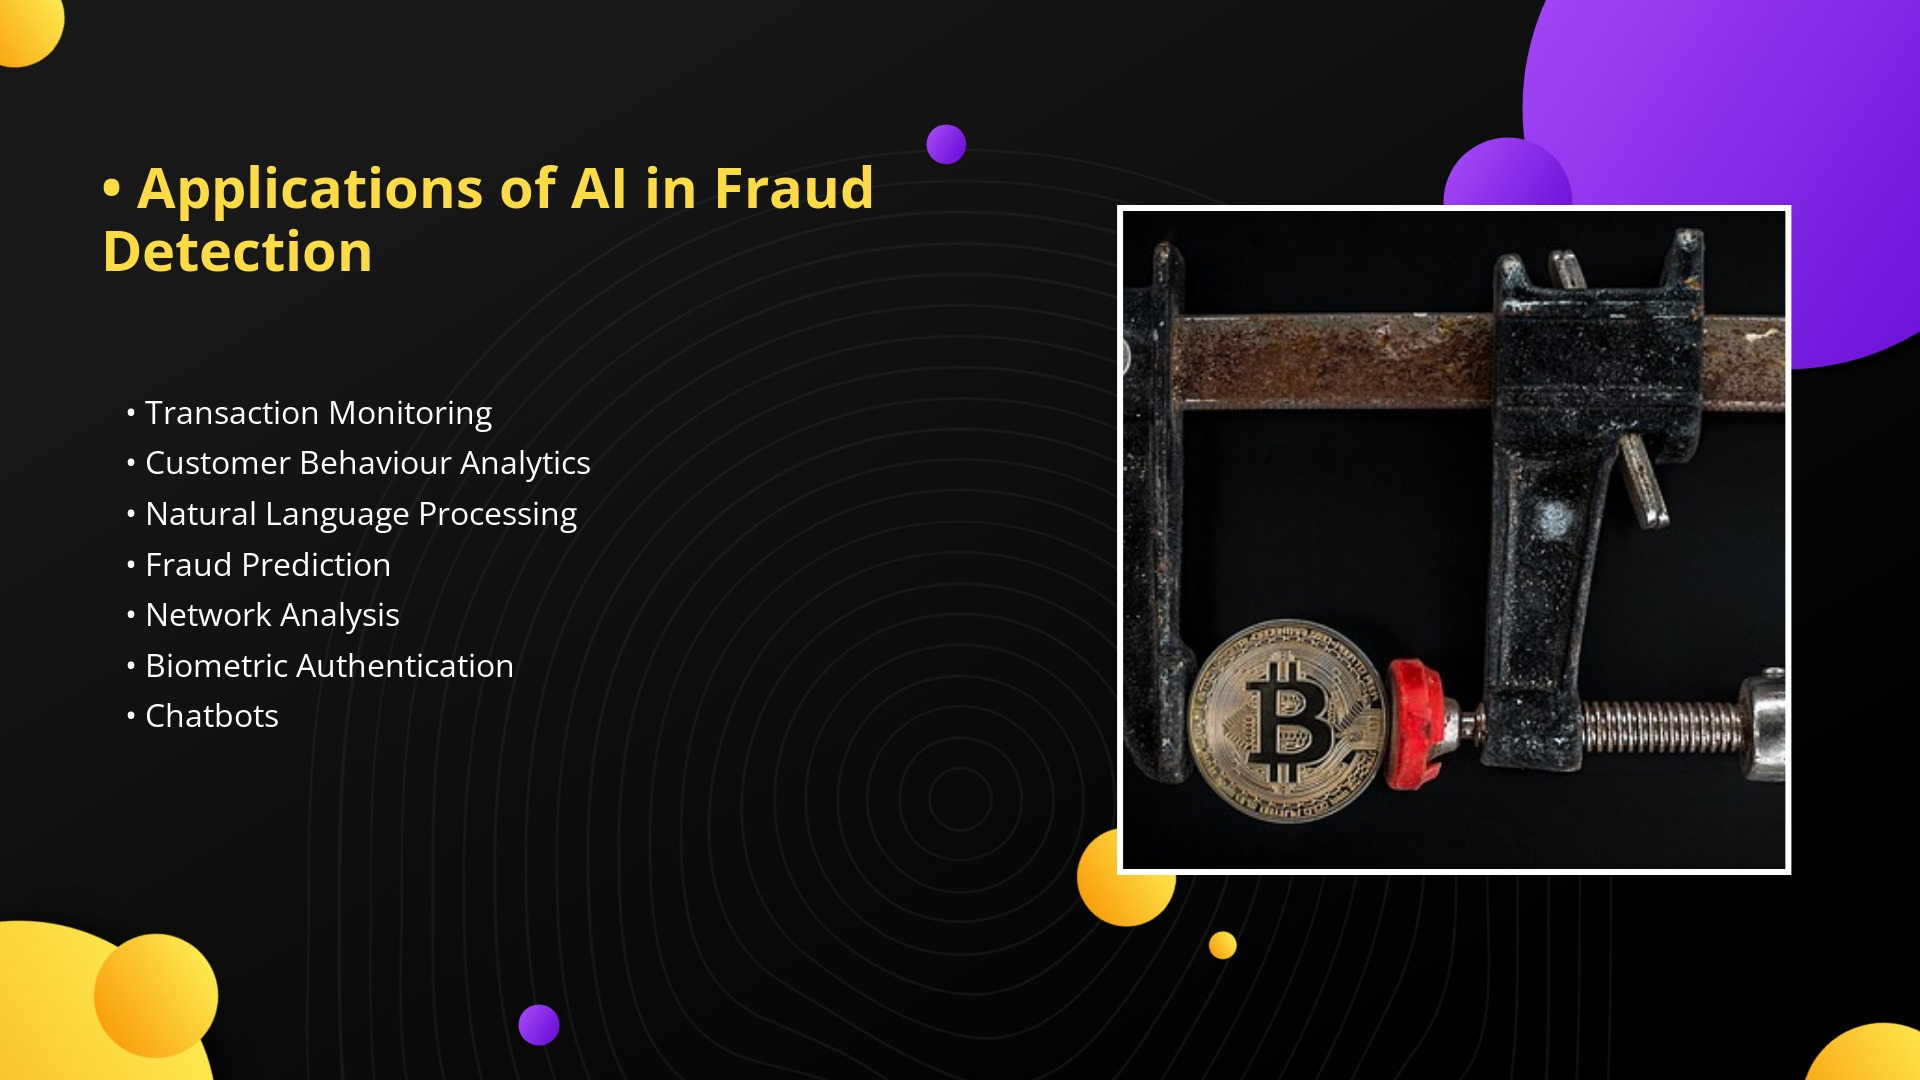 • Applications of AI in Fraud
Detection
• Transaction Monitoring
• Customer Behaviour Analytics
• Natural Language Processing
• Fraud Prediction
• Network Analysis
• Biometric Authentication
• Chatbots